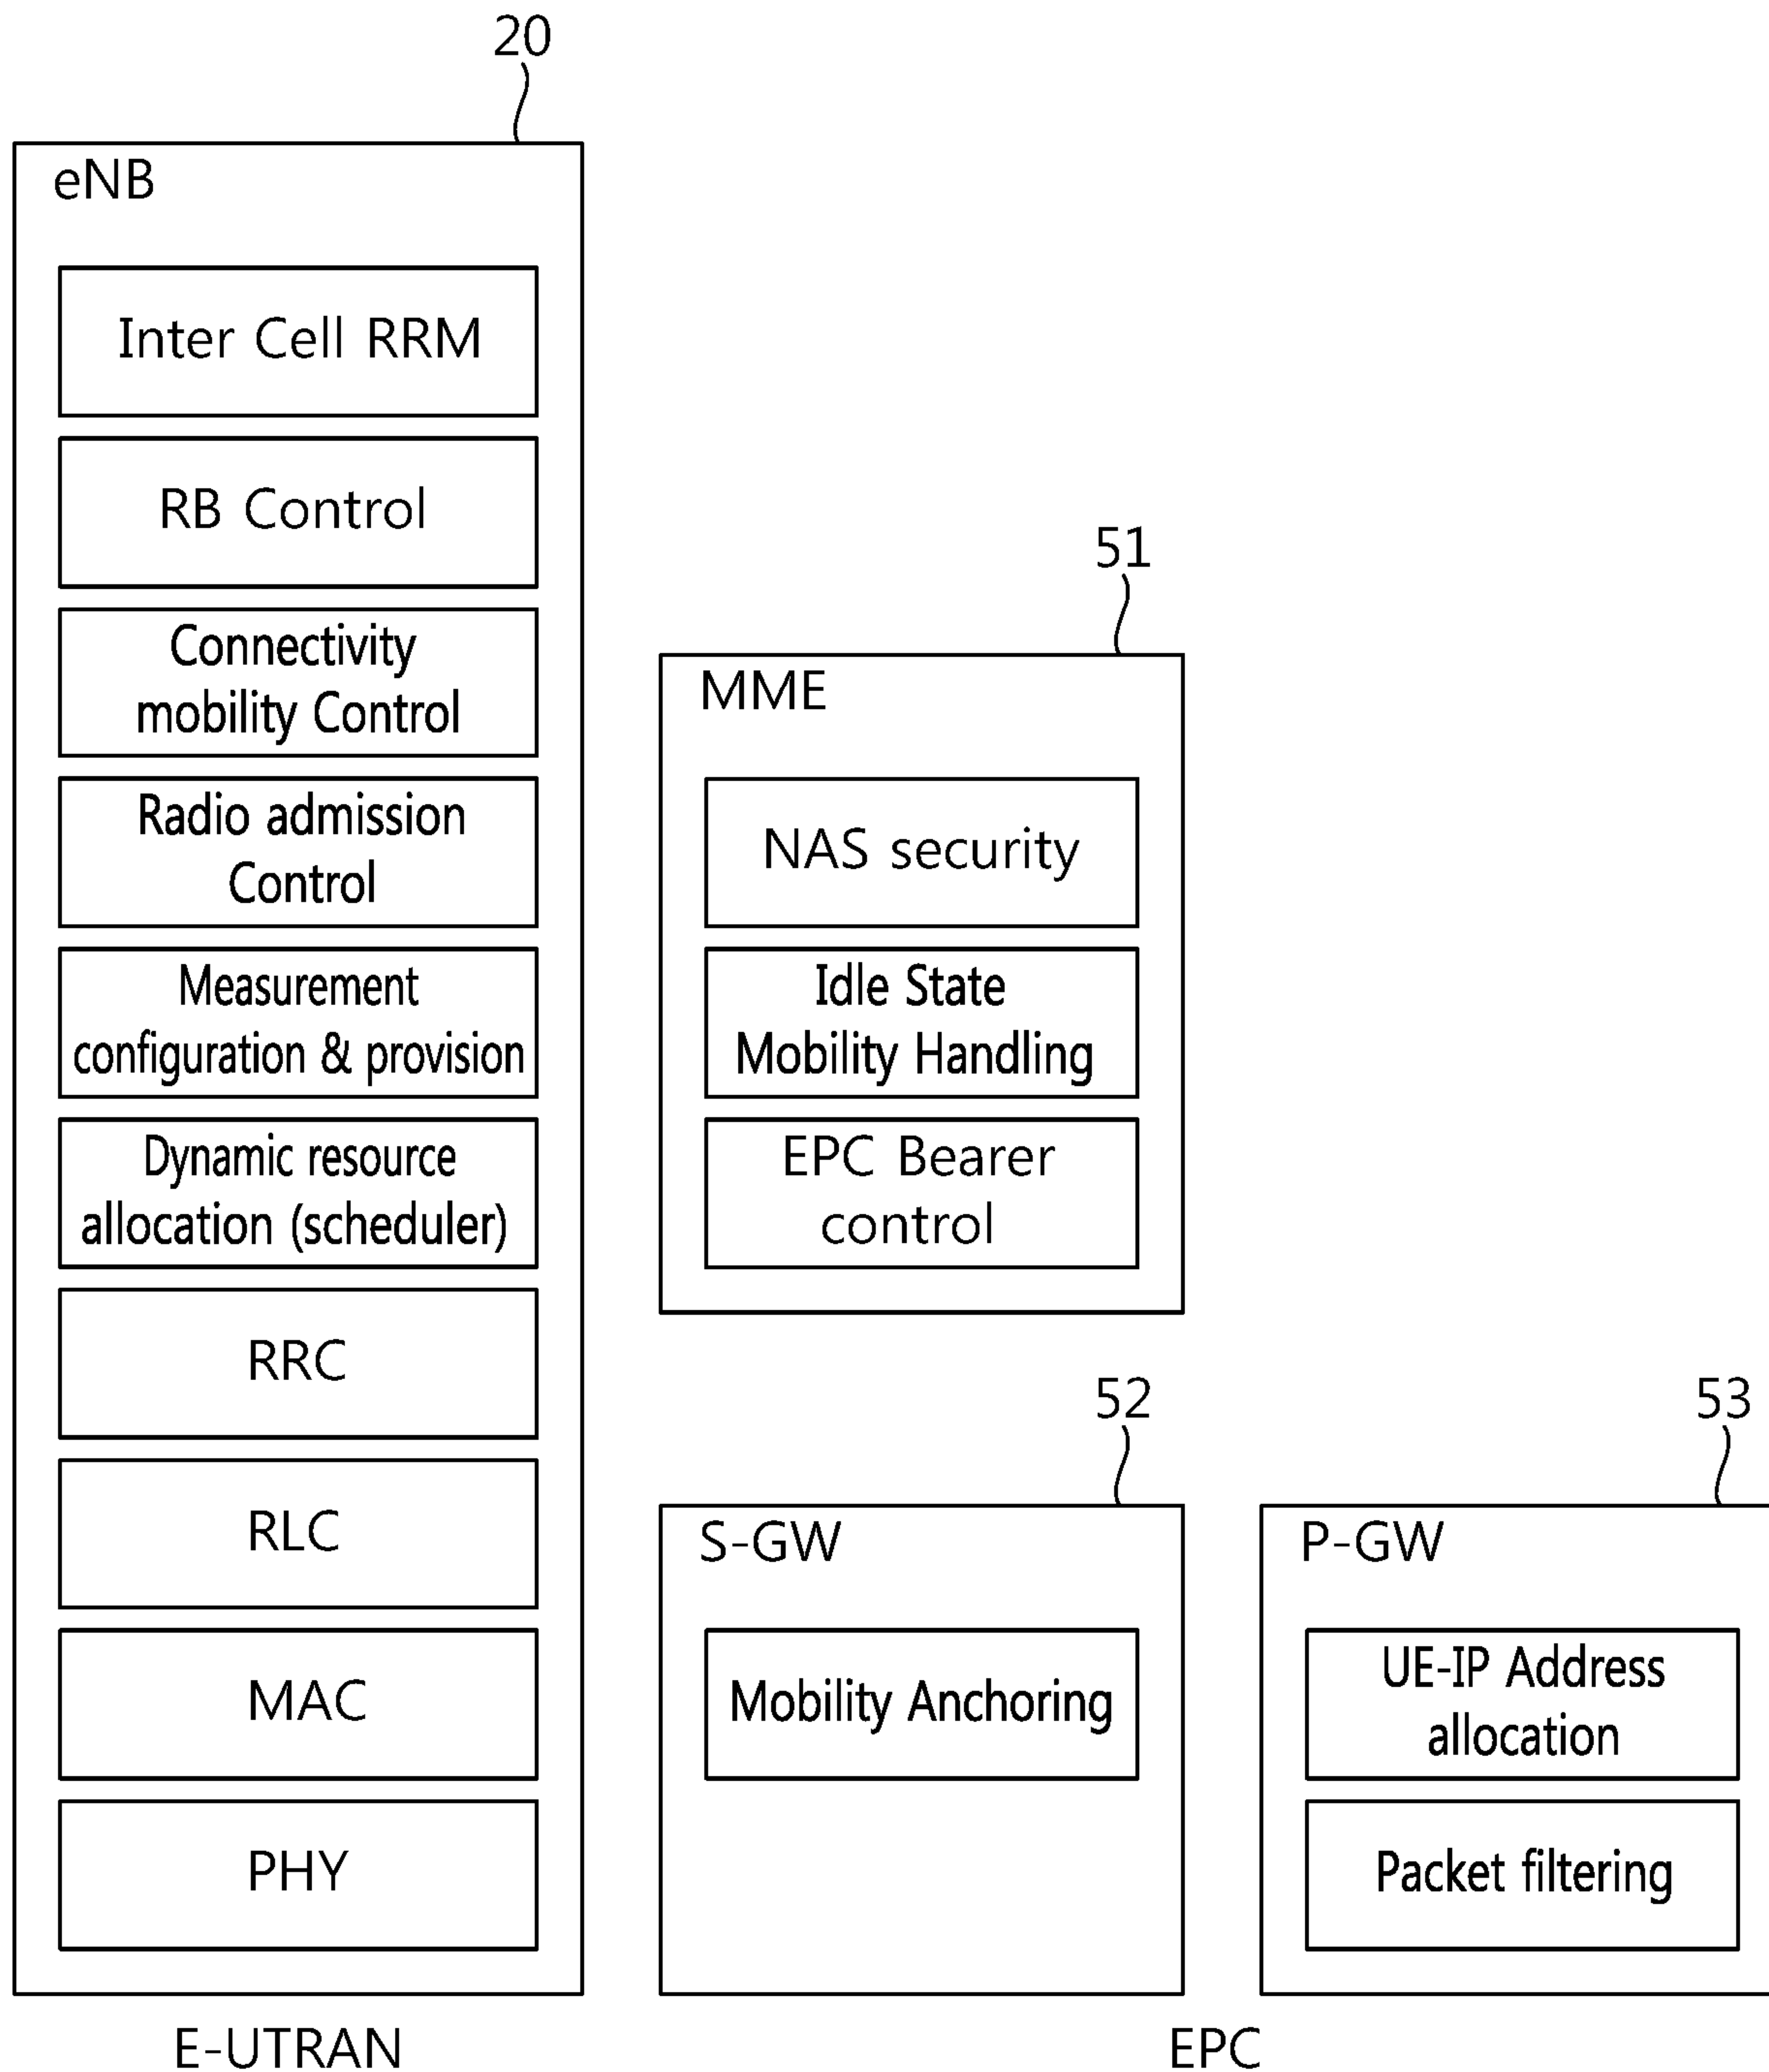 20
eNB
Inter Cell RRM
RB Control
Connectivity
mobility Control
Radio admission
Control
Measurement
configuration & provision
Dynamic resource
allocation (scheduler)
RRC
RLC
MAC
PHY
E-UTRAN
51
MME
NAS security
Idle State
Mobility Handling
EPC Bearer
control
52
S-GW
Mobility Anchoring
53
P-GW
UE-IP Address
allocation
Packet filtering
EPC